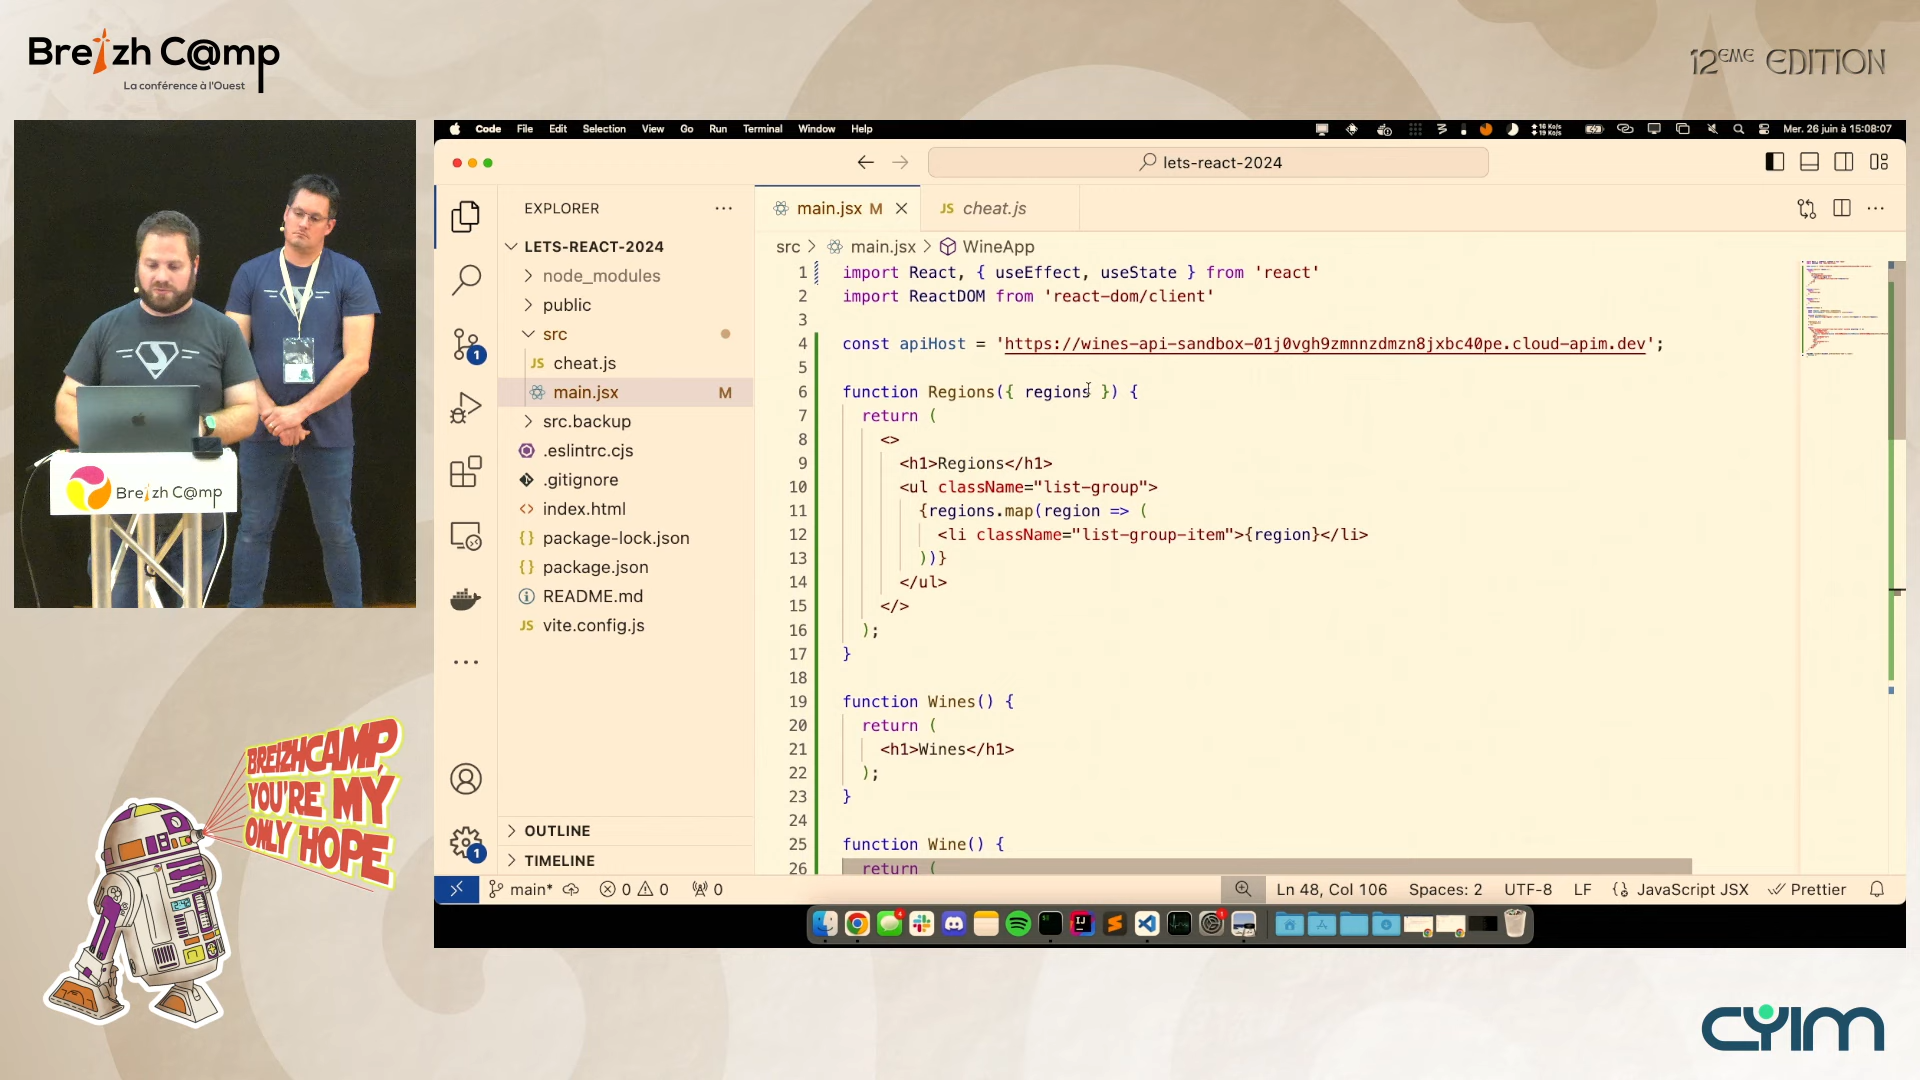 Breizh C@mp
La conférence à l'Ouest
12EME EDITION
Code File Edit Selection View Go Run Terminal Window Help
Mer. 26 juin à 15:08:07
lets-react-2024
EXPLORER
main.jsx M
JS cheat.js
LETS-REACT-2024
src > main.jsx > WineApp
node_modules
public
src
JS cheat.js
main.jsx M
src.backup
.eslintrc.cjs
.gitignore
index.html
package-lock.json
package.json
README.md
JS vite.config.js
OUTLINE
TIMELINE
1 import React, { useEffect, useState } from 'react'
2 import ReactDOM from 'react-dom/client'
3
4 const apiHost = 'https://wines-api-sandbox-01j0vgh9zmnnzdmzn8jxbc40pe.cloud-apim.dev';
5
6 function Regions({ regions }) {
7 return (
8 <>
9 <h1>Regions</h1>
10 <ul className="list-group">
11 {regions.map(region => (
12 <li className="list-group-item">{region}</li>
13 ))}
14 </ul>
15 </>
16 );
17 }
18
19 function Wines() {
20 return (
21 <h1>Wines</h1>
22 );
23 }
24
25 function Wine() {
26 return (
main* 0 0 0
Ln 48, Col 106 Spaces: 2 UTF-8 LF JavaScript JSX Prettier
Breizh C@mp
BREIZHCAMP,
YOU'RE MY
ONLY HOPE
CYIM